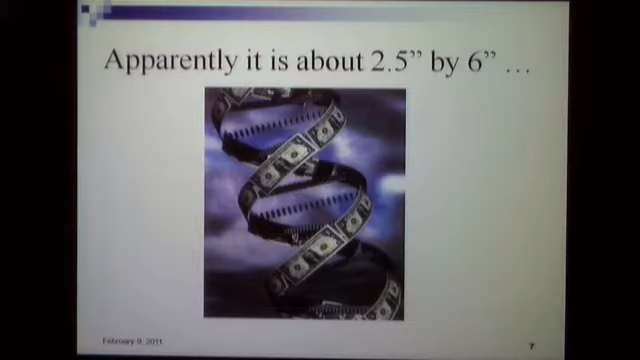 Apparently it is about 2.5” by 6” …
February 9, 2011
7